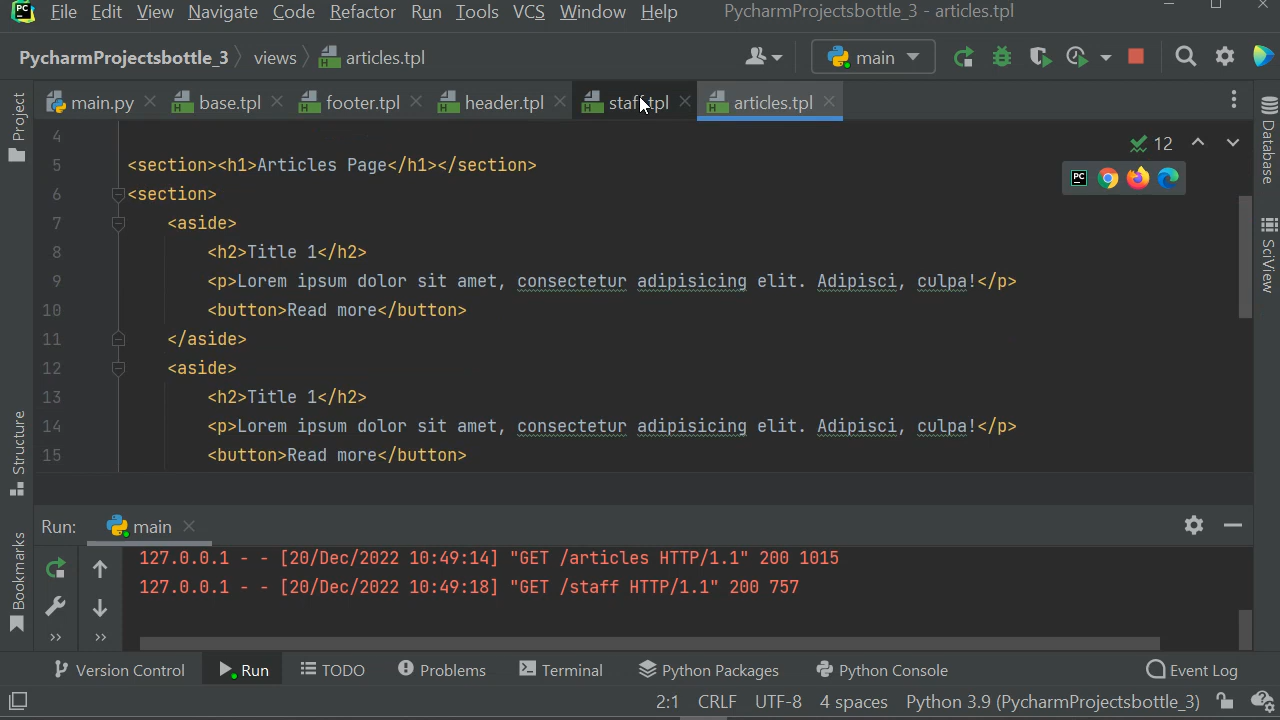 File Edit View Navigate Code Refactor Run Tools VCS Window Help PycharmProjectsbottle_3 - articles.tpl
PycharmProjectsbottle_3 views articles.tpl main
main.py base.tpl footer.tpl header.tpl staff.tpl articles.tpl
Project
Structure
Bookmarks
Database
SciView
12
PC
4
5 <section><h1>Articles Page</h1></section>
6 <section>
7 <aside>
8 <h2>Title 1</h2>
9 <p>Lorem ipsum dolor sit amet, consectetur adipisicing elit. Adipisci, culpa!</p>
10 <button>Read more</button>
11 </aside>
12 <aside>
13 <h2>Title 1</h2>
14 <p>Lorem ipsum dolor sit amet, consectetur adipisicing elit. Adipisci, culpa!</p>
15 <button>Read more</button>
Run: main
127.0.0.1 - - [20/Dec/2022 10:49:14] "GET /articles HTTP/1.1" 200 1015
127.0.0.1 - - [20/Dec/2022 10:49:18] "GET /staff HTTP/1.1" 200 757
Version Control Run TODO Problems Terminal Python Packages Python Console Event Log
2:1 CRLF UTF-8 4 spaces Python 3.9 (PycharmProjectsbottle_3)